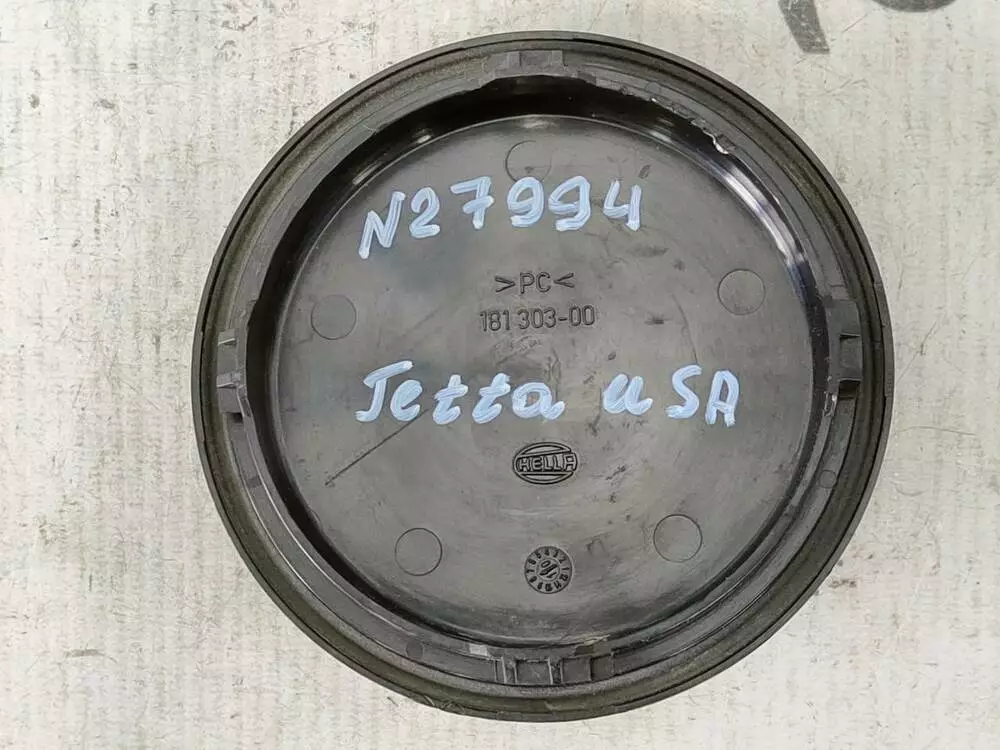 N27994
>PC<
181 303-00
Jetta USA
HELLA